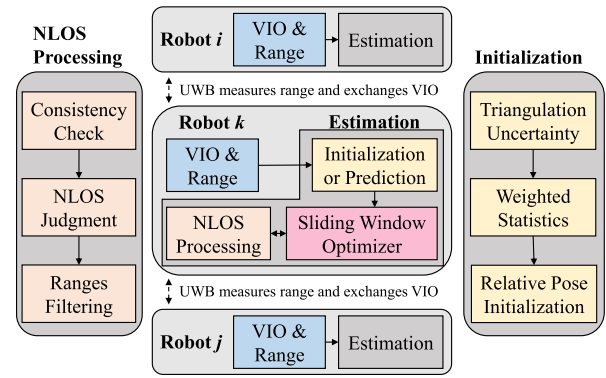 NLOS
Processing
Consistency
Check
NLOS
Judgment
Ranges
Filtering
Robot i
VIO &
Range
Estimation
UWB measures range and exchanges VIO
Robot k
Estimation
VIO &
Range
Initialization
or Prediction
NLOS
Processing
Sliding Window
Optimizer
UWB measures range and exchanges VIO
Robot j
VIO &
Range
Estimation
Initialization
Triangulation
Uncertainty
Weighted
Statistics
Relative Pose
Initialization